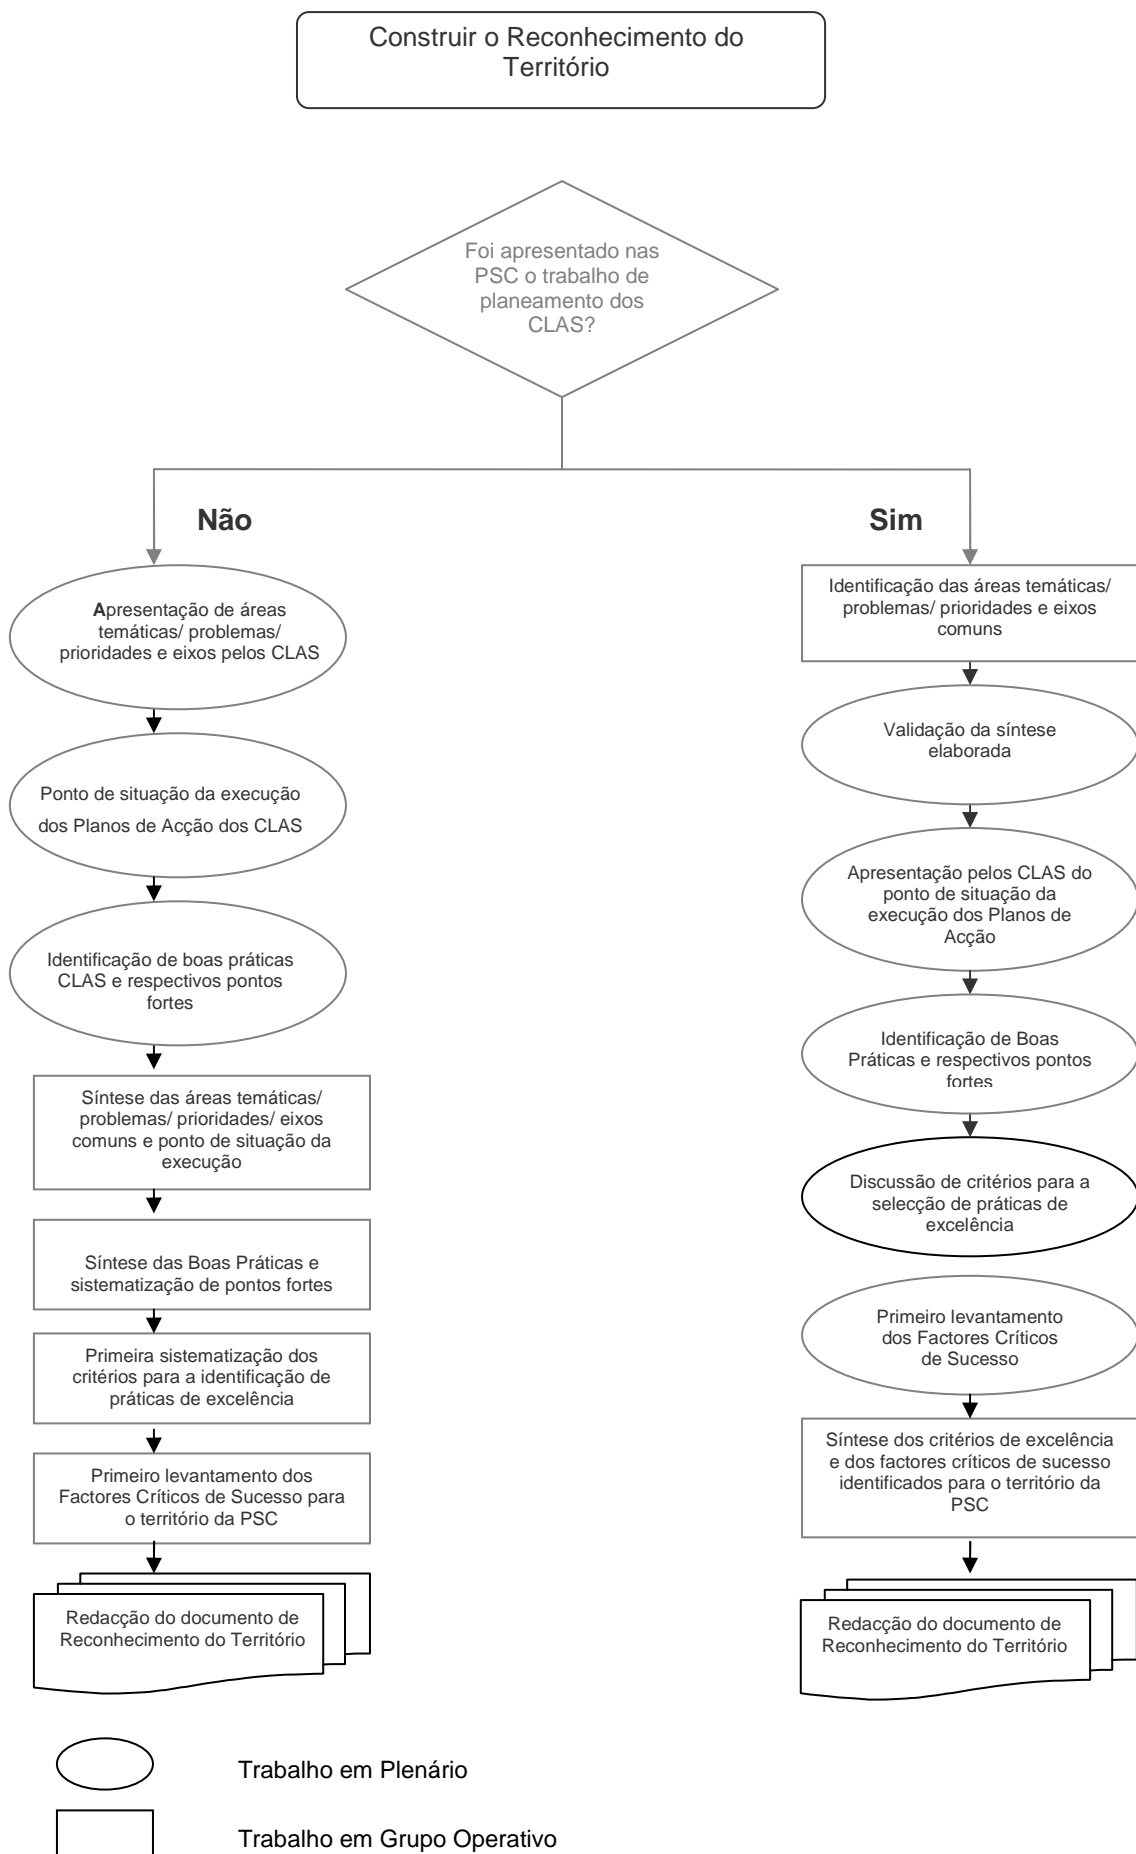 Construir o Reconhecimento do
Território
Foi apresentado nas
PSC o trabalho de
planeamento dos
CLAS?
Não
Sim
Apresentação de áreas
temáticas/ problemas/
prioridades e eixos pelos CLAS
Ponto de situação da execução
dos Planos de Acção dos CLAS
Identificação de boas práticas
CLAS e respectivos pontos
fortes
Síntese das áreas temáticas/
problemas/ prioridades/ eixos
comuns e ponto de situação da
execução
Síntese das Boas Práticas e
sistematização de pontos fortes
Primeira sistematização dos
critérios para a identificação de
práticas de excelência
Primeiro levantamento dos
Factores Críticos de Sucesso para
o território da PSC
Redacção do documento de
Reconhecimento do Território
Identificação das áreas temáticas/
problemas/ prioridades e eixos
comuns
Validação da síntese
elaborada
Apresentação pelos CLAS do
ponto de situação da
execução dos Planos de
Acção
Identificação de Boas
Práticas e respectivos pontos
fortes
Discussão de critérios para a
selecção de práticas de
excelência
Primeiro levantamento
dos Factores Críticos
de Sucesso
Síntese dos critérios de excelência
e dos factores críticos de sucesso
identificados para o território da
PSC
Redacção do documento de
Reconhecimento do Território
Trabalho em Plenário
Trabalho em Grupo Operativo